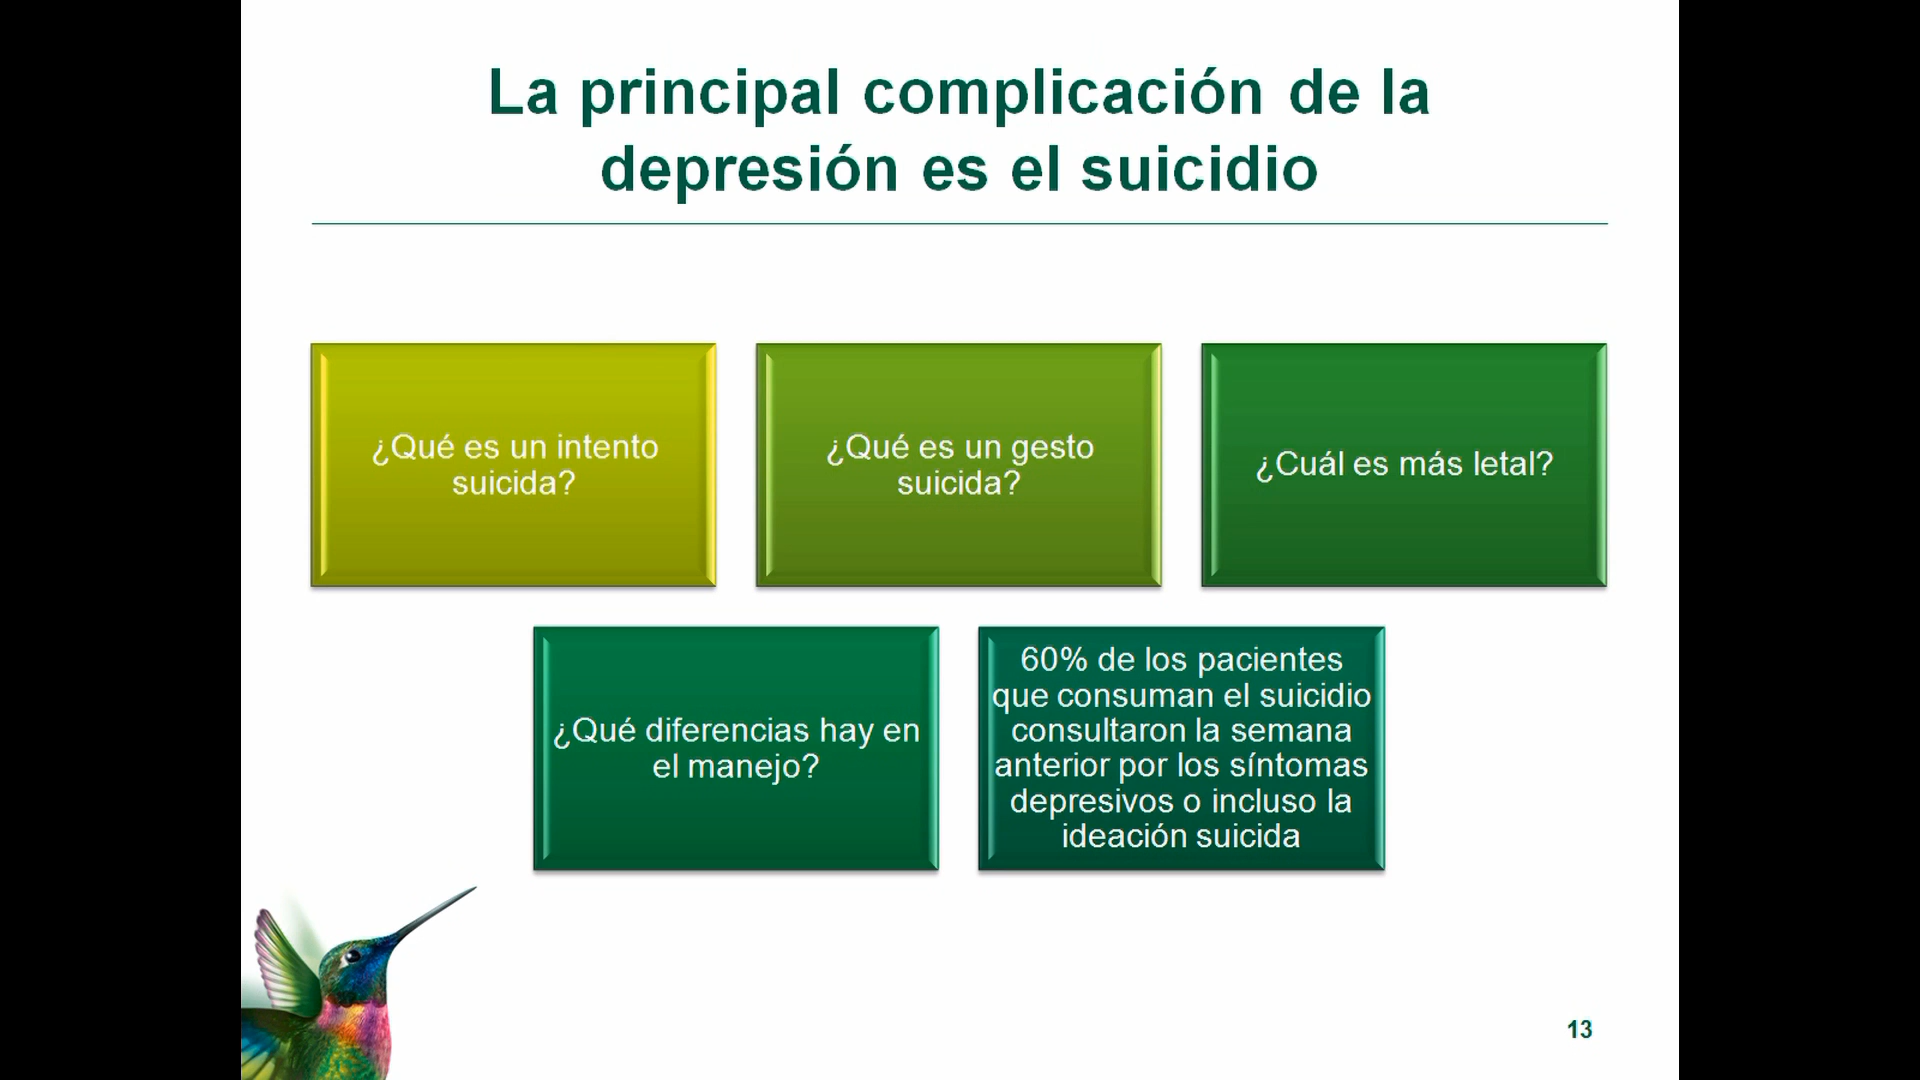 La principal complicación de la
depresión es el suicidio
¿Qué es un intento
suicida?
¿Qué es un gesto
suicida?
¿Cuál es más letal?
¿Qué diferencias hay en
el manejo?
60% de los pacientes
que consuman el suicidio
consultaron la semana
anterior por los síntomas
depresivos o incluso la
ideación suicida
13